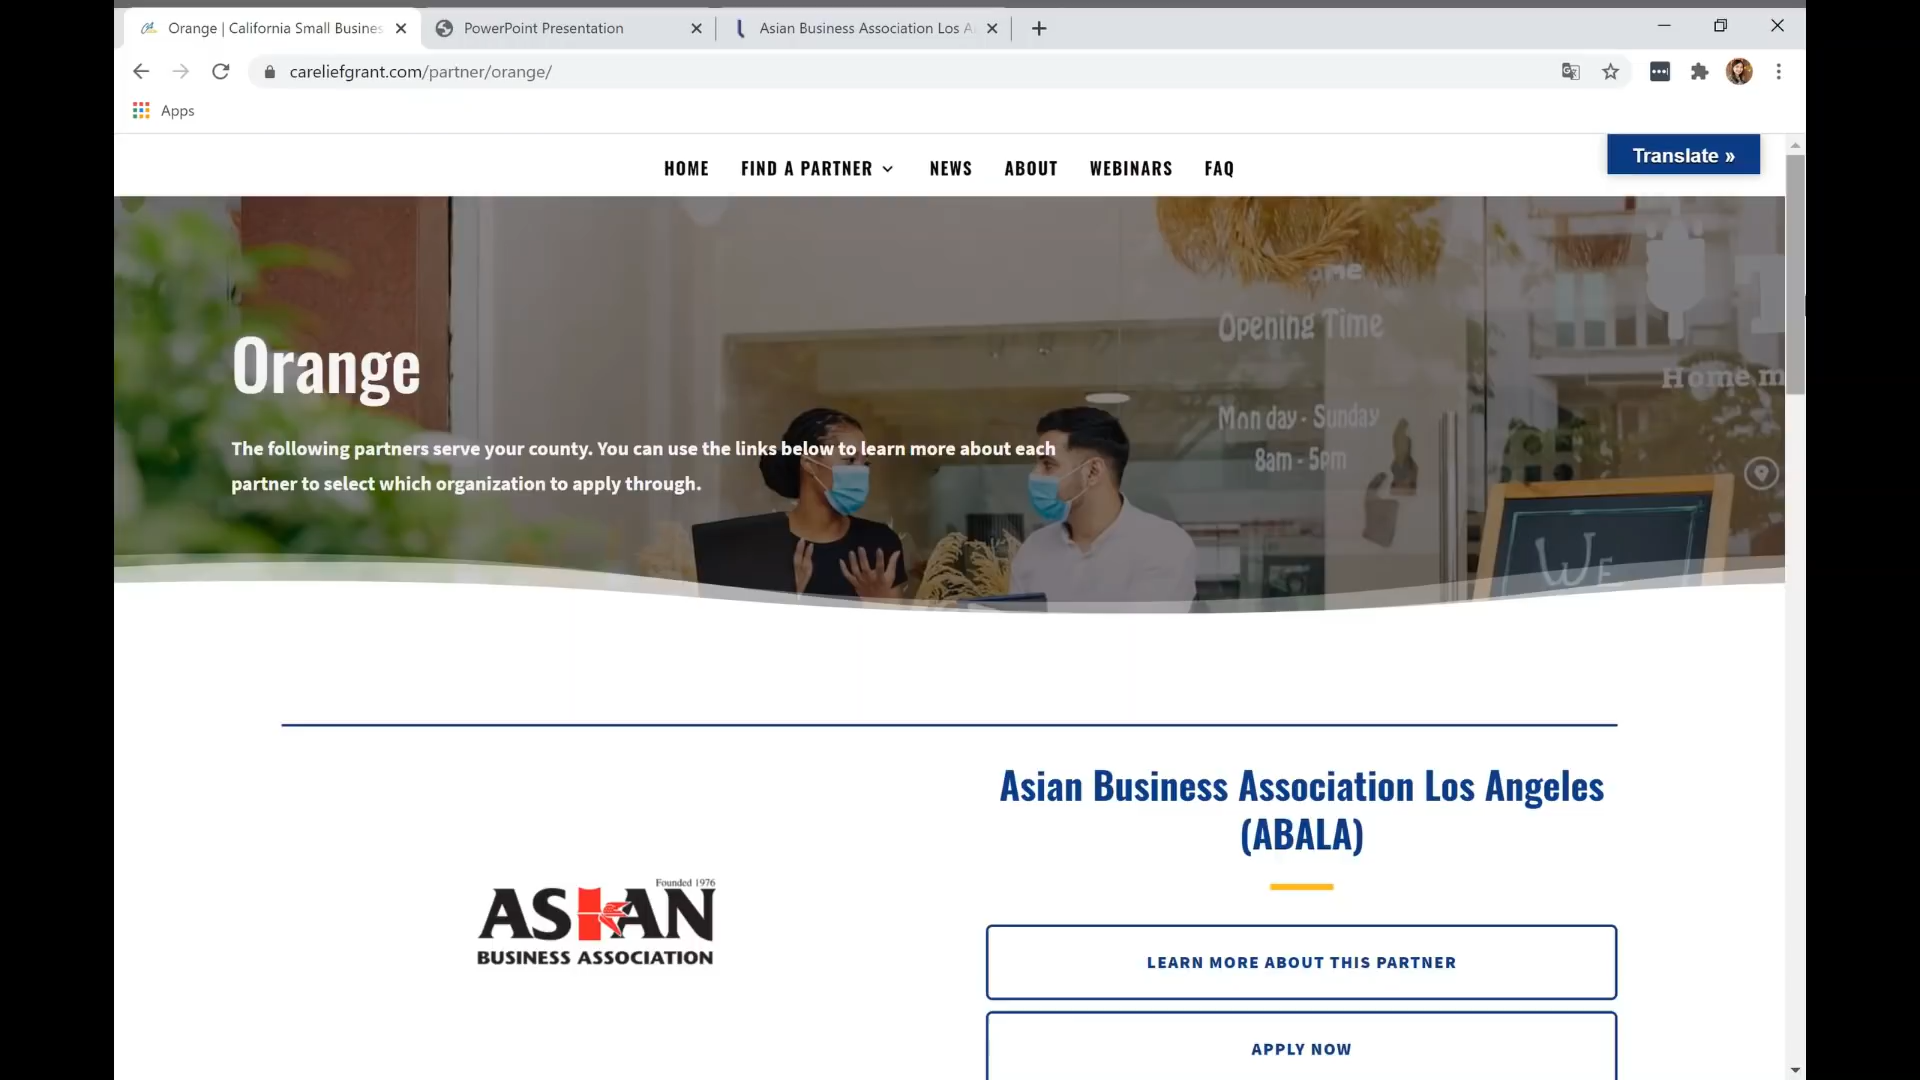 Orange | California Small Busines
PowerPoint Presentation
Asian Business Association Los A
careliefgrant.com/partner/orange/
Apps
HOME
FIND A PARTNER
NEWS
ABOUT
WEBINARS
FAQ
Translate »
Orange
The following partners serve your county. You can use the links below to learn more about each
partner to select which organization to apply through.
ome
Opening Time
Home m
Mon day - Sunday
8am - 5pm
WE
Asian Business Association Los Angeles
(ABALA)
Founded 1976
ASIAN
BUSINESS ASSOCIATION
LEARN MORE ABOUT THIS PARTNER
APPLY NOW